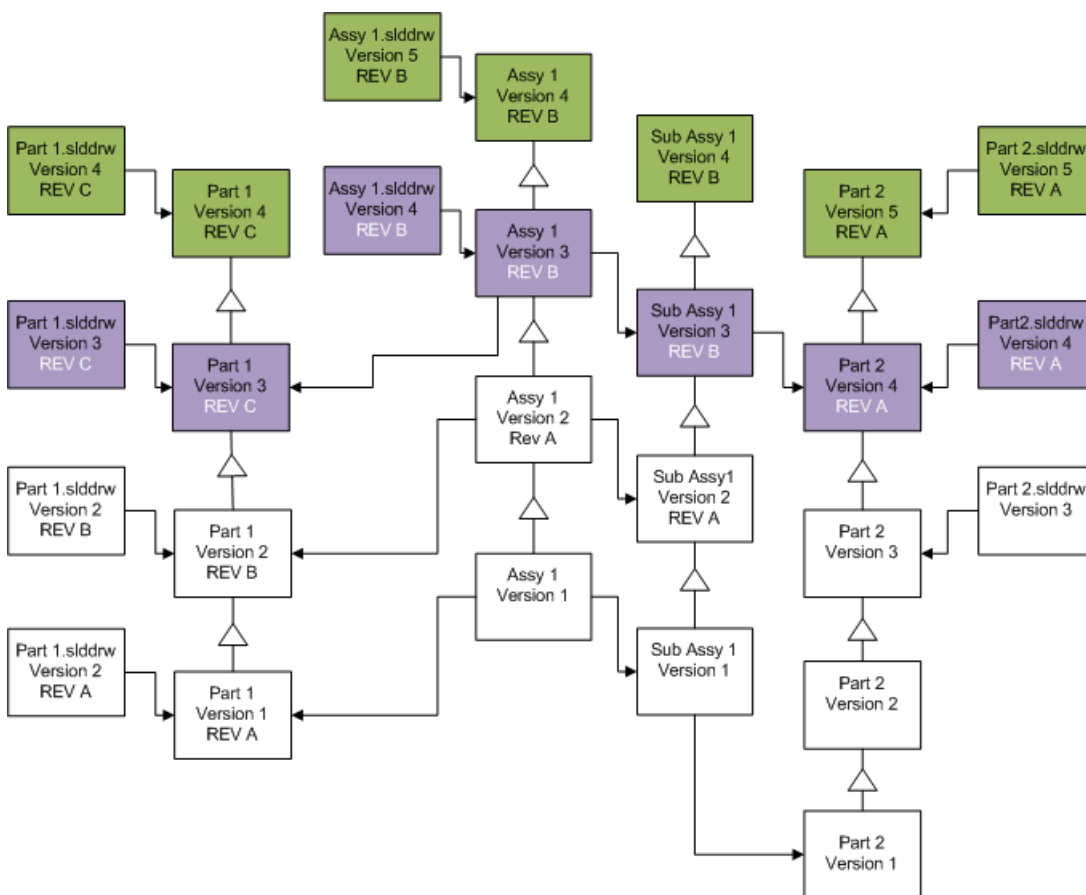 Assy 1.slddrw
Version 5
REV B
Assy 1
Version 4
REV B
Sub Assy 1
Version 4
REV B
Part 1.slddrw
Version 4
REV C
Part 2.slddrw
Version 5
REV A
Part 1
Version 4
REV C
Assy 1.slddrw
Version 4
REV B
Part 2
Version 5
REV A
Assy 1
Version 3
REV B
Sub Assy 1
Version 3
REV B
Part 1.slddrw
Version 3
REV C
Part2.slddrw
Version 4
REV A
Part 1
Version 3
REV C
Part 2
Version 4
REV A
Assy 1
Version 2
Rev A
Sub Assy1
Version 2
REV A
Part 1.slddrw
Version 2
REV B
Part 2.slddrw
Version 3
Part 1
Version 2
REV B
Part 2
Version 3
Assy 1
Version 1
Sub Assy 1
Version 1
Part 1.slddrw
Version 2
REV A
Part 1
Version 1
REV A
Part 2
Version 2
Part 2
Version 1